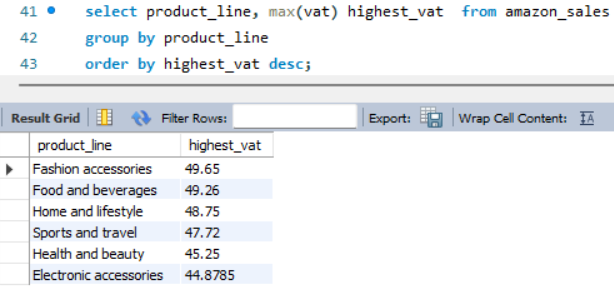 41 select product_line, max(vat) highest_vat from amazon_sales
42 group by product_line
43 order by highest_vat desc;
Result Grid Filter Rows: Export: Wrap Cell Content: IA
product_line highest_vat
Fashion accessories 49.65
Food and beverages 49.26
Home and lifestyle 48.75
Sports and travel 47.72
Health and beauty 45.25
Electronic accessories 44.8785